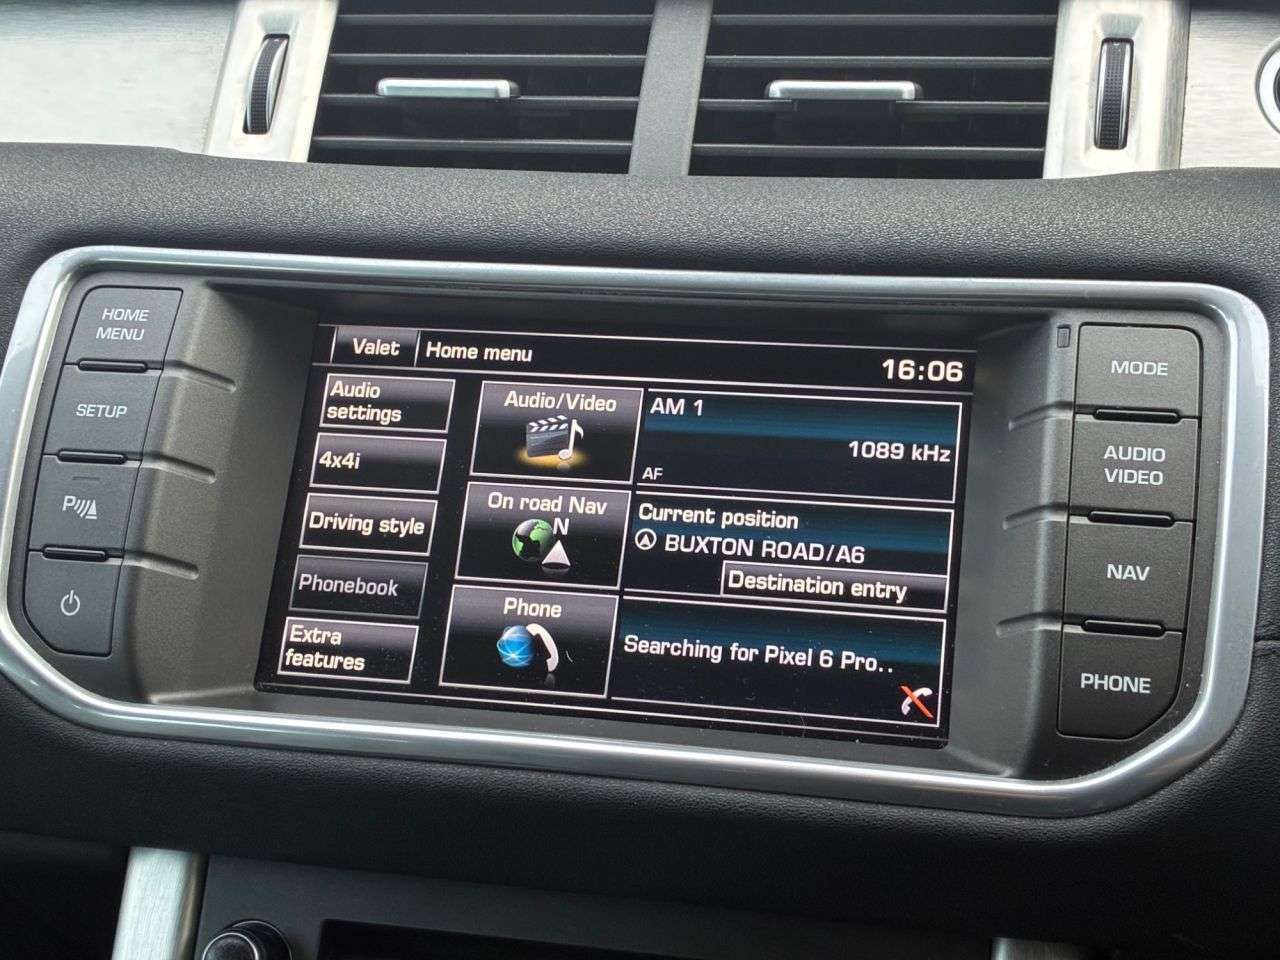 HOME
MENU
SETUP
P
Valet
Home menu
16:06
Audio
settings
4x4i
Driving style
Phonebook
Extra
features
Audio/Video
On road Nav
N
Phone
AM 1
1089 kHz
AF
Current position
BUXTON ROAD/A6
Destination entry
Searching for Pixel 6 Pro..
MODE
AUDIO
VIDEO
NAV
PHONE